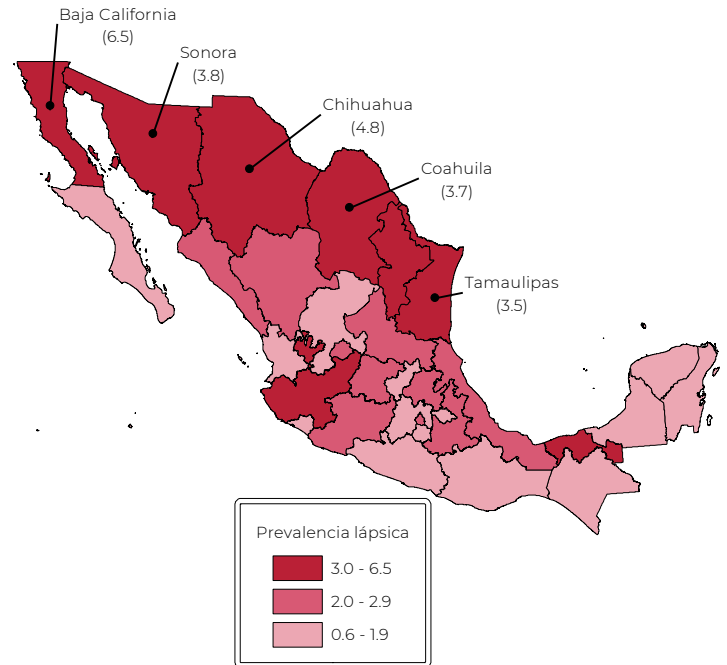 Baja California
(6.5)
Sonora
(3.8)
Chihuahua
(4.8)
Coahuila
(3.7)
Tamaulipas
(3.5)
Prevalencia lápsica
3.0 - 6.5
2.0 - 2.9
0.6 - 1.9